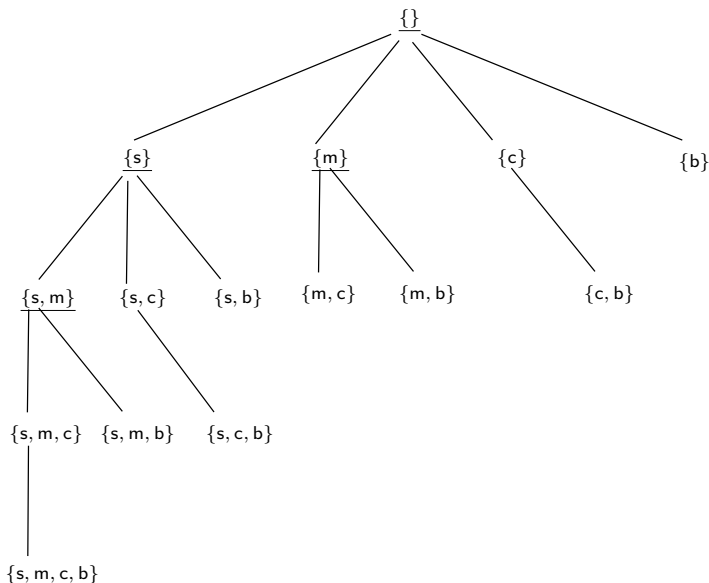 {}
{s} {m} {c} {b}
{s, m} {s, c} {s, b} {m, c} {m, b} {c, b}
{s, m, c} {s, m, b} {s, c, b}
{s, m, c, b}